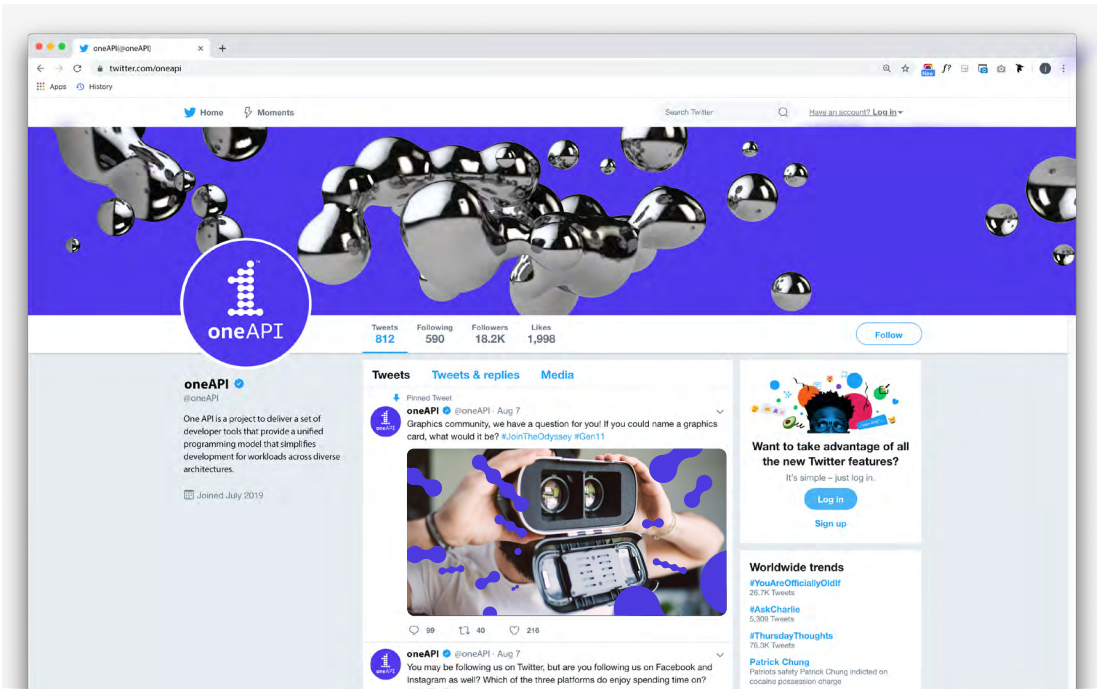 oneAPI(@oneAPI)
twitter.com/oneapi
New
f?
Apps History
Home Moments
Search Twitter
Have an account? Log in
oneAPI
TM
Tweets Following Followers Likes
812 590 18.2K 1,998
Follow
oneAPI
@oneAPI
One API is a project to deliver a set of
developer tools that provide a unified
programming model that simplifies
development for workloads across diverse
architectures.
Joined July 2019
Tweets Tweets & replies Media
Pinned Tweet
oneAPI
oneAPI @oneAPI · Aug 7
Graphics community, we have a question for you! If you could name a graphics
card, what would it be? #JoinTheOdyssey #Gen11
99 40 216
oneAPI
oneAPI @oneAPI · Aug 7
You may be following us on Twitter, but are you following us on Facebook and
Instagram as well? Which of the three platforms do enjoy spending time on?
Want to take advantage of all
the new Twitter features?
It's simple – just log in.
Log in
Sign up
Worldwide trends
#YouAreOfficiallyOldIf
26.7K Tweets
#AskCharlie
5,309 Tweets
#ThursdayThoughts
76.3K Tweets
Patrick Chung
Patriots safety Patrick Chung indicted on
cocaine possession charge